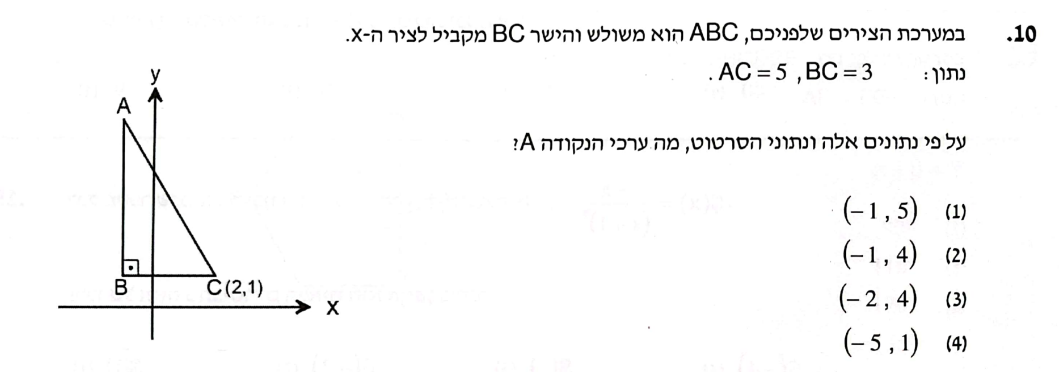 10. במערכת הצירים שלפניכם, ABC הוא משולש והישר BC מקביל לציר ה-x.
נתון: BC = 3, AC = 5.
על פי נתונים אלה ונתוני הסרטוט, מה ערכי הנקודה A?
(1) (−1, 5)
(2) (−1, 4)
(3) (−2, 4)
(4) (−5, 1)
y
A
B
C(2,1)
x